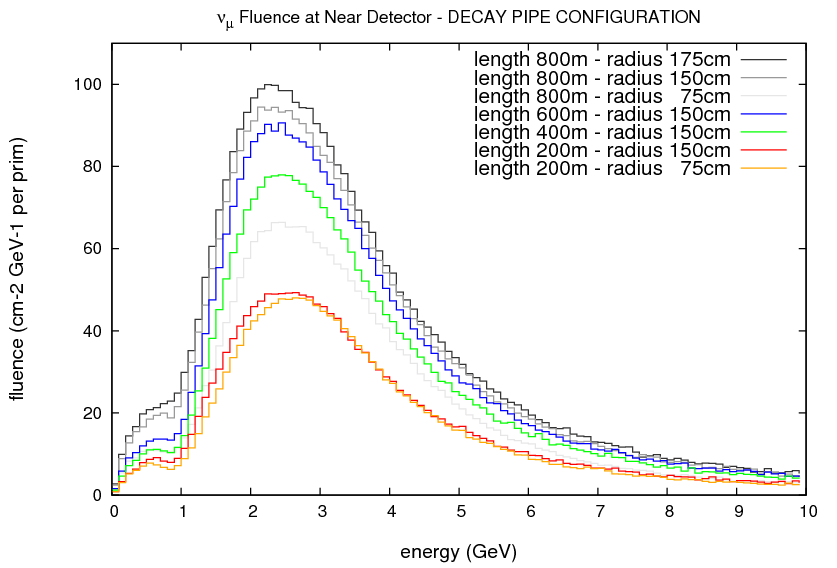 νμ Fluence at Near Detector - DECAY PIPE CONFIGURATION
length 800m - radius 175cm
length 800m - radius 150cm
length 800m - radius 75cm
length 600m - radius 150cm
length 400m - radius 150cm
length 200m - radius 150cm
length 200m - radius 75cm
fluence (cm-2 GeV-1 per prim)
100
80
60
40
20
0
0 1 2 3 4 5 6 7 8 9 10
energy (GeV)